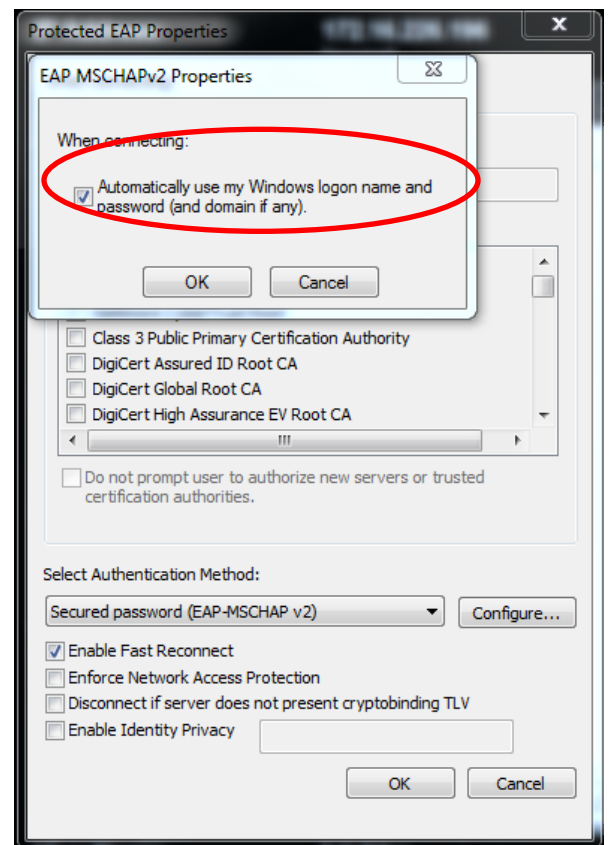 Protected EAP Properties
X
EAP MSCHAPv2 Properties
When connecting:
Automatically use my Windows logon name and
password (and domain if any).
OK Cancel
Class 3 Public Primary Certification Authority
DigiCert Assured ID Root CA
DigiCert Global Root CA
DigiCert High Assurance EV Root CA
Do not prompt user to authorize new servers or trusted
certification authorities.
Select Authentication Method:
Secured password (EAP-MSCHAP v2) Configure...
Enable Fast Reconnect
Enforce Network Access Protection
Disconnect if server does not present cryptobinding TLV
Enable Identity Privacy
OK Cancel